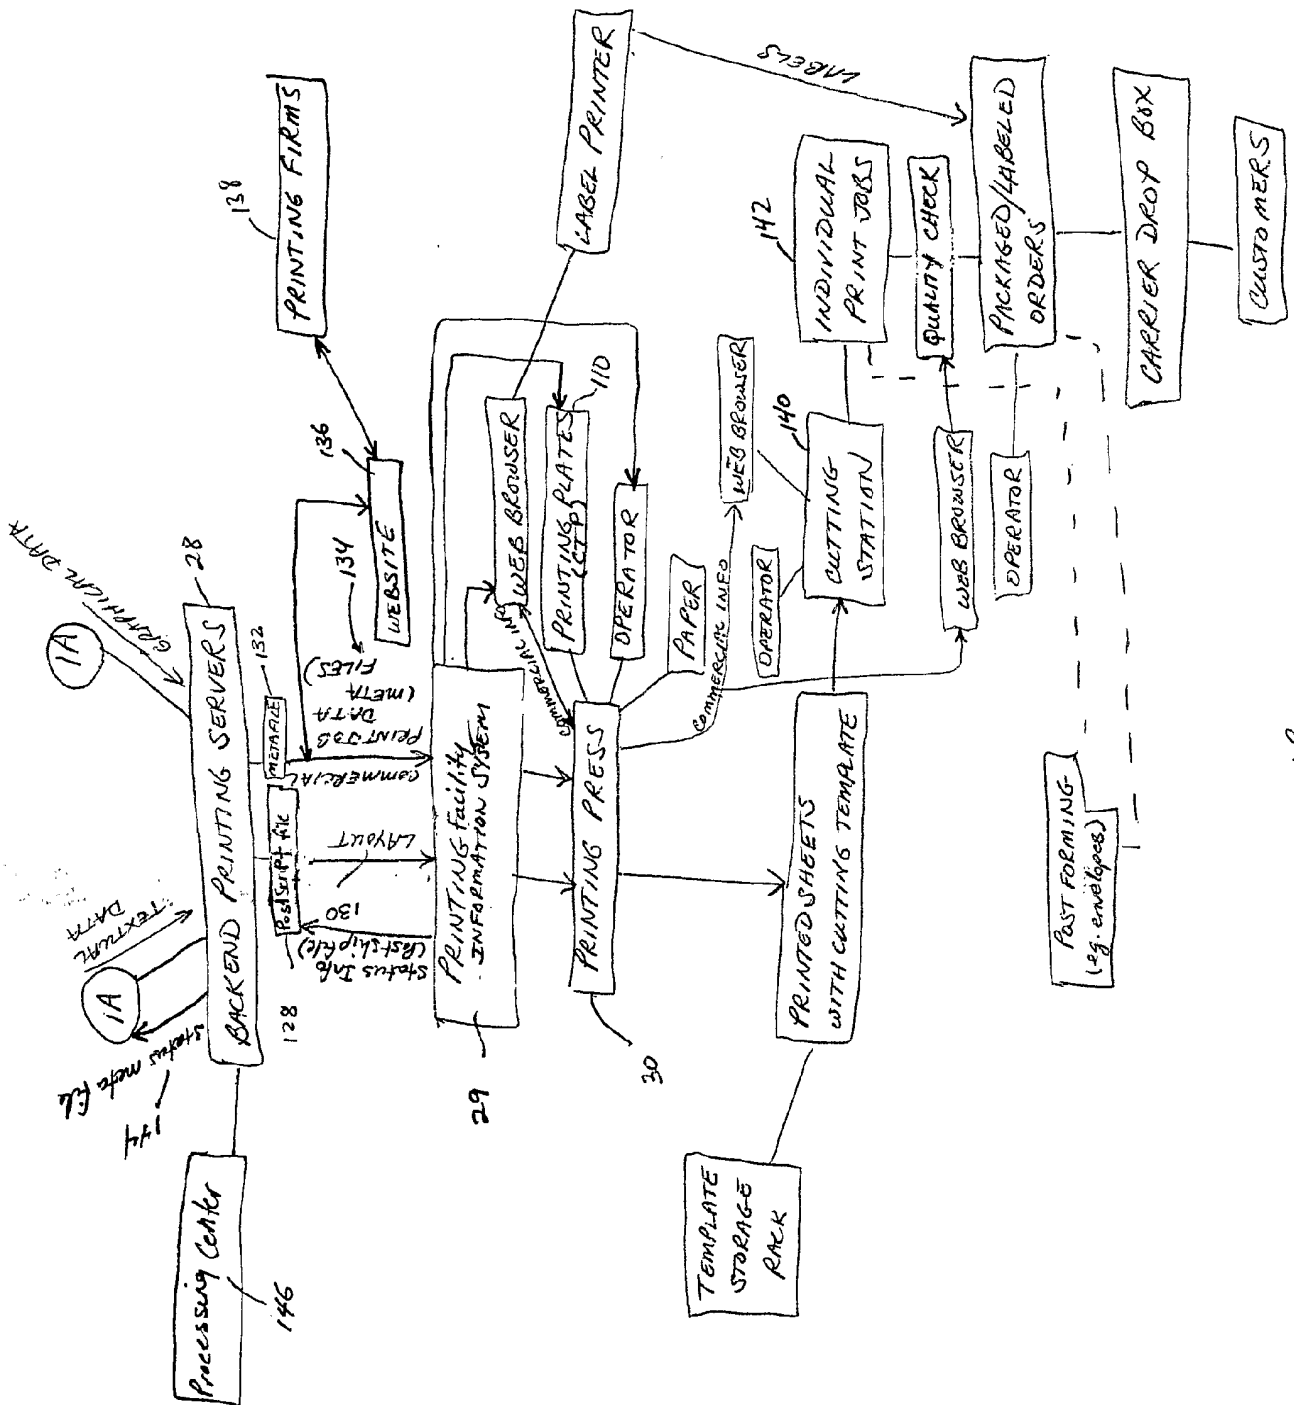 GRAPHICAL DATA
1A
TEXTUAL
DATA
1A
status meta file
144
28
BACKEND PRINTING SERVERS
Processing Center
146
132
METAFILE
PostScript file
128
138
PRINTING FIRMS
136
WEBSITE
134
COMMERCIAL
PRINT JOB
DATA
(META
FILES)
LAYOUT
130
Status Info
(Postship file)
PRINTING Facility
INFORMATION SYSTEM
29
LABEL PRINTER
LABELS
WEB BROWSER
COMMERCIAL INFO
PRINTING PLATES
(CTP)
110
OPERATOR
PRINTING PRESS
30
PAPER
COMMERCIAL INFO
WEB BROWSER
OPERATOR
140
CUTTING
STATION
142
INDIVIDUAL
PRINT JOBS
QUALITY CHECK
WEB BROWSER
OPERATOR
PACKAGED/LABELED
ORDERS
CARRIER DROP BOX
CUSTOMERS
PRINTED SHEETS
WITH CUTTING TEMPLATE
TEMPLATE
STORAGE
RACK
POST FORMING
(eg. envelopes)